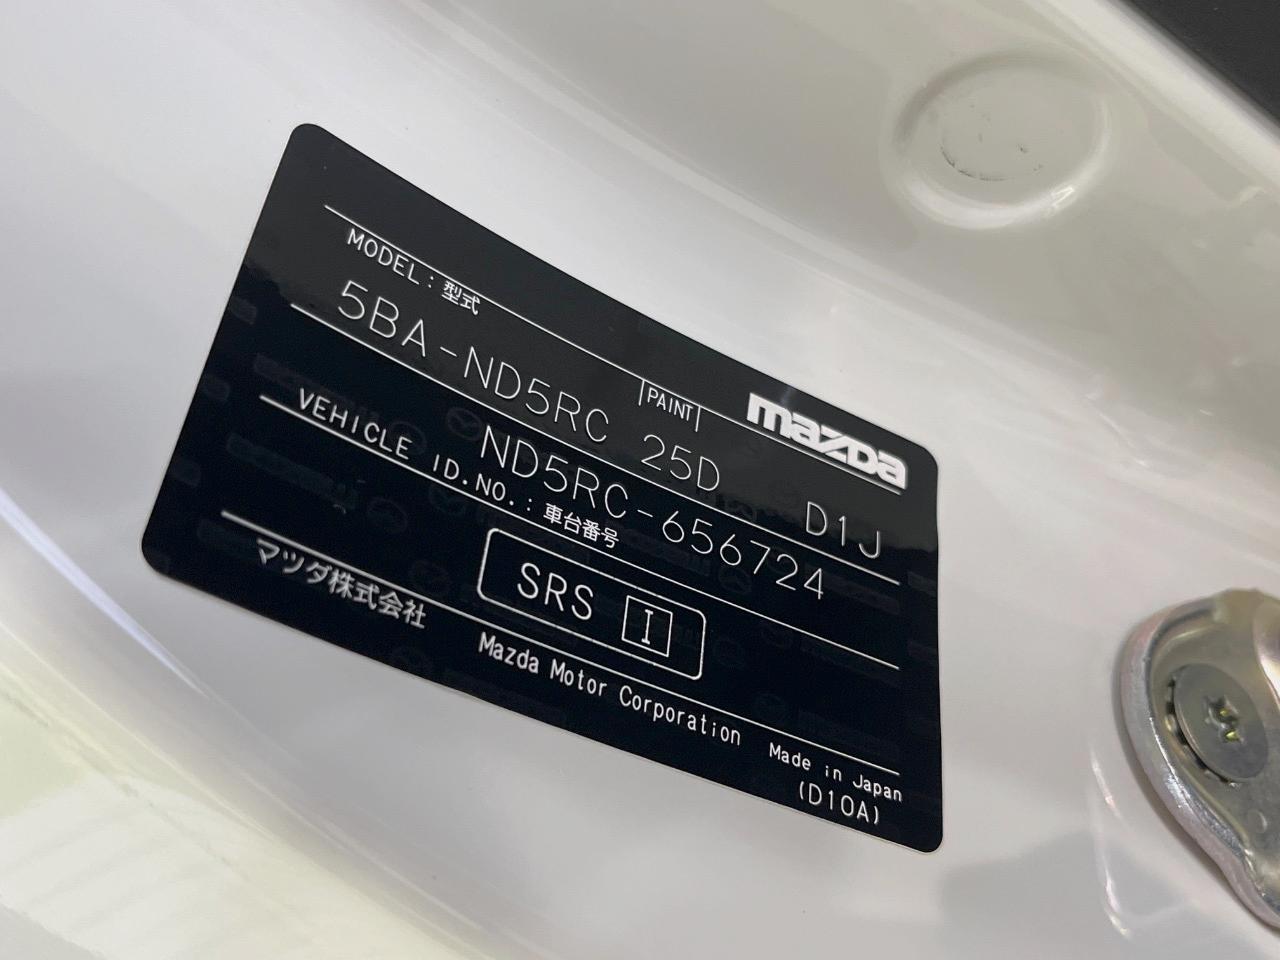 mazda
MODEL:型式
PAINT
5BA-ND5RC 25D D1J
ND5RC-656724
VEHICLE ID.NO.:車台番号
SRS I
マツダ株式会社 Mazda Motor Corporation Made in Japan
(D10A)